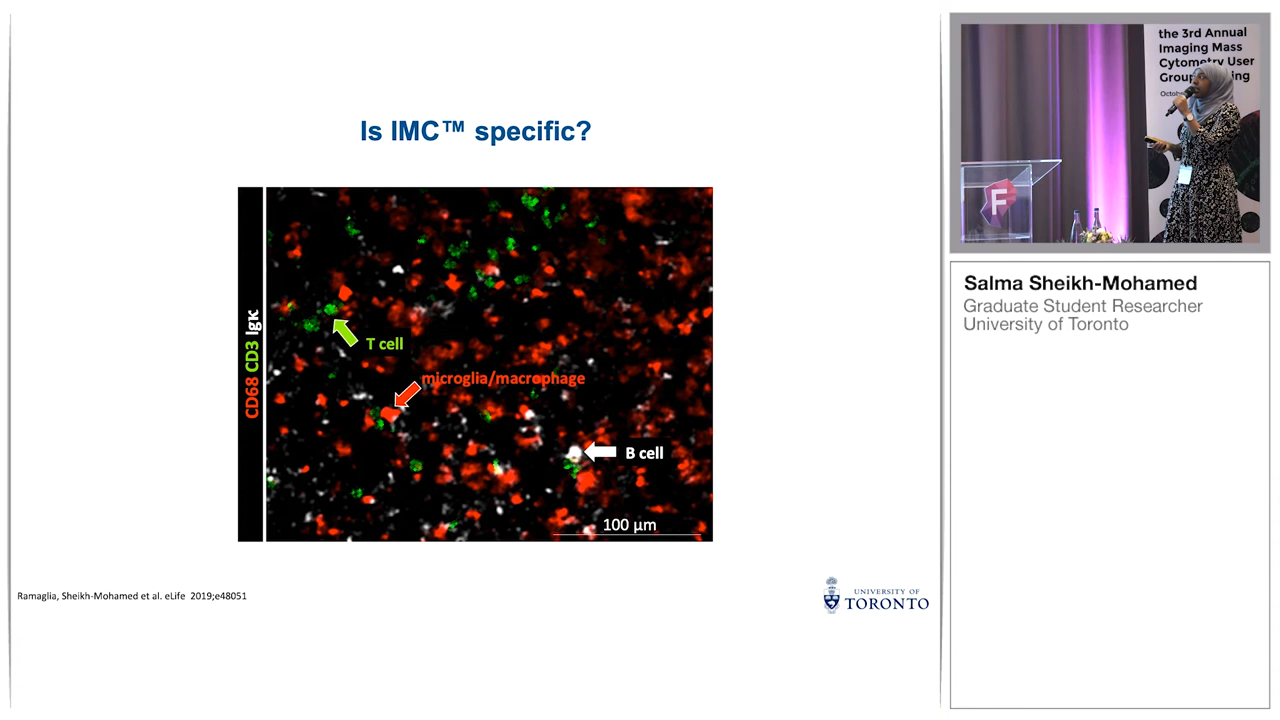 Is IMC™ specific?
CD68 CD3 Igκ
T cell
microglia/macrophage
B cell
100 µm
Ramaglia, Sheikh-Mohamed et al. eLife 2019;e48051
UNIVERSITY OF
TORONTO
the 3rd Annual
Imaging Mass
Cytometry User
F
Salma Sheikh-Mohamed
Graduate Student Researcher
University of Toronto